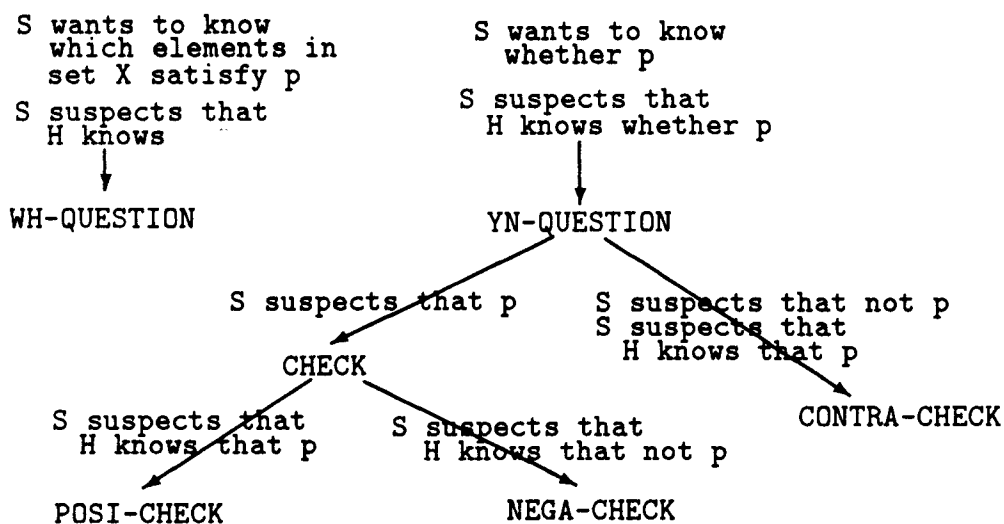 S wants to know
which elements in
set X satisfy p
S suspects that
H knows
WH-QUESTION
S wants to know
whether p
S suspects that
H knows whether p
YN-QUESTION
S suspects that p
S suspects that not p
S suspects that
H knows that p
CHECK
CONTRA-CHECK
S suspects that
H knows that p
S suspects that
H knows that not p
POSI-CHECK
NEGA-CHECK